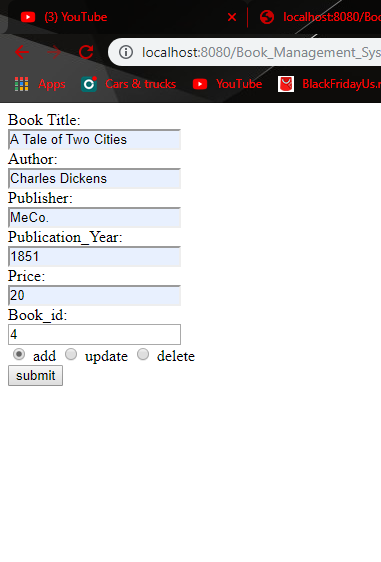 (3) YouTube
localhost:8080/Bo
localhost:8080/Book_Management_Sys
Apps Cars & trucks YouTube BlackFridayUs.
Book Title:
A Tale of Two Cities
Author:
Charles Dickens
Publisher:
MeCo.
Publication_Year:
1851
Price:
20
Book_id:
4
add update delete
submit